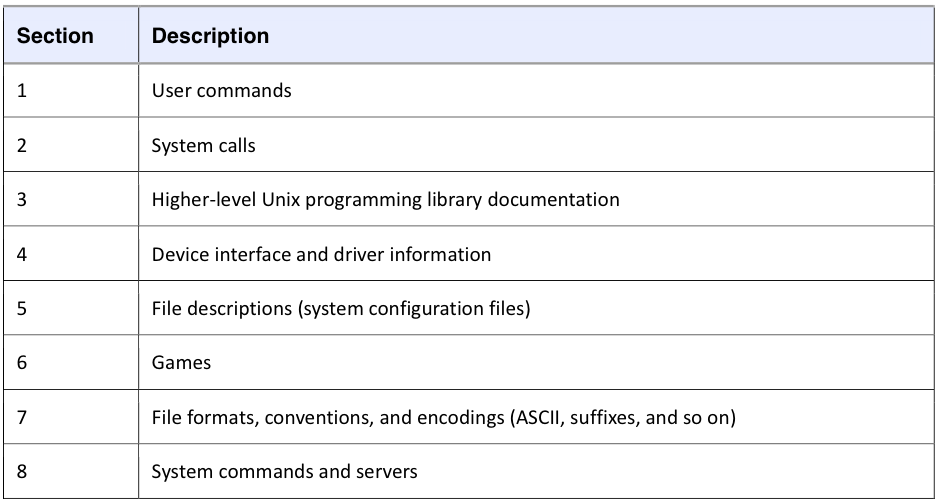 Section Description
1 User commands
2 System calls
3 Higher-level Unix programming library documentation
4 Device interface and driver information
5 File descriptions (system configuration files)
6 Games
7 File formats, conventions, and encodings (ASCII, suffixes, and so on)
8 System commands and servers